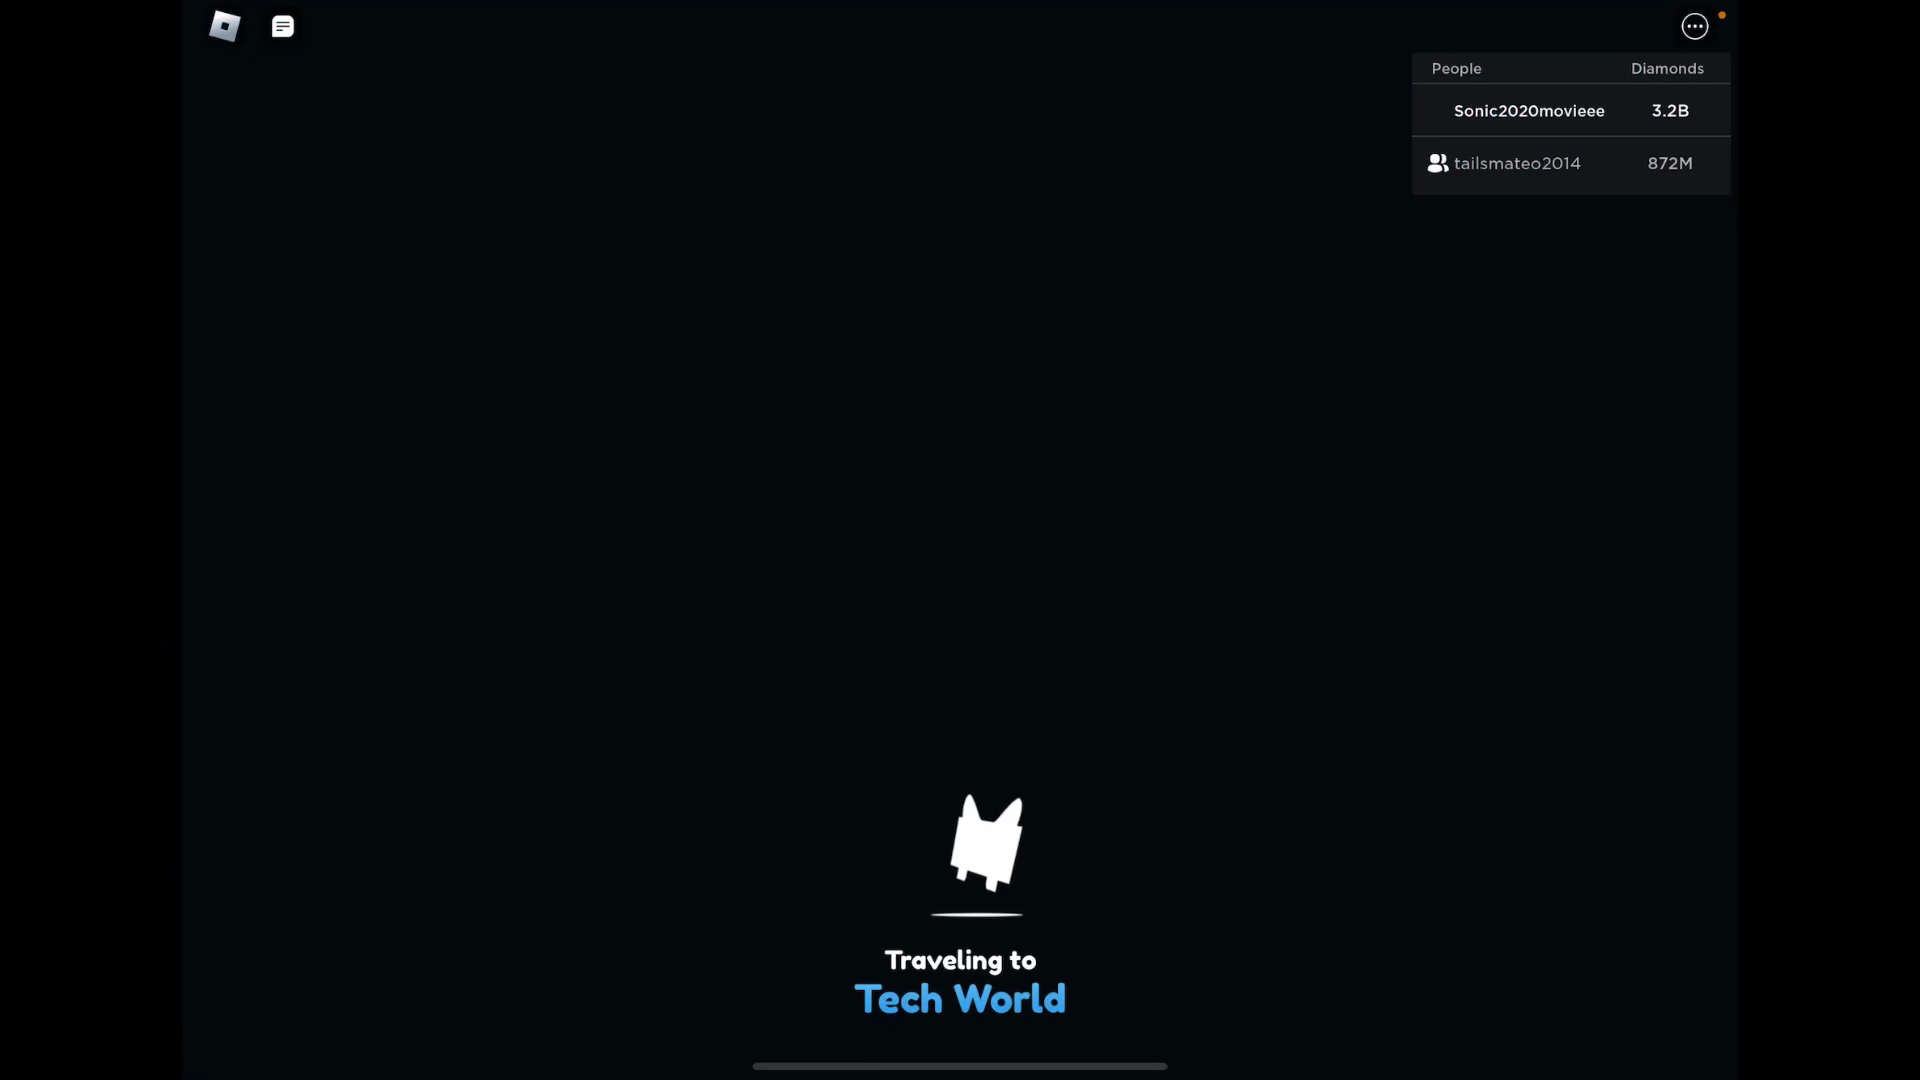 People Diamonds
Sonic2020movieee 3.2B
tailsmateo2014 872M
Traveling to
Tech World